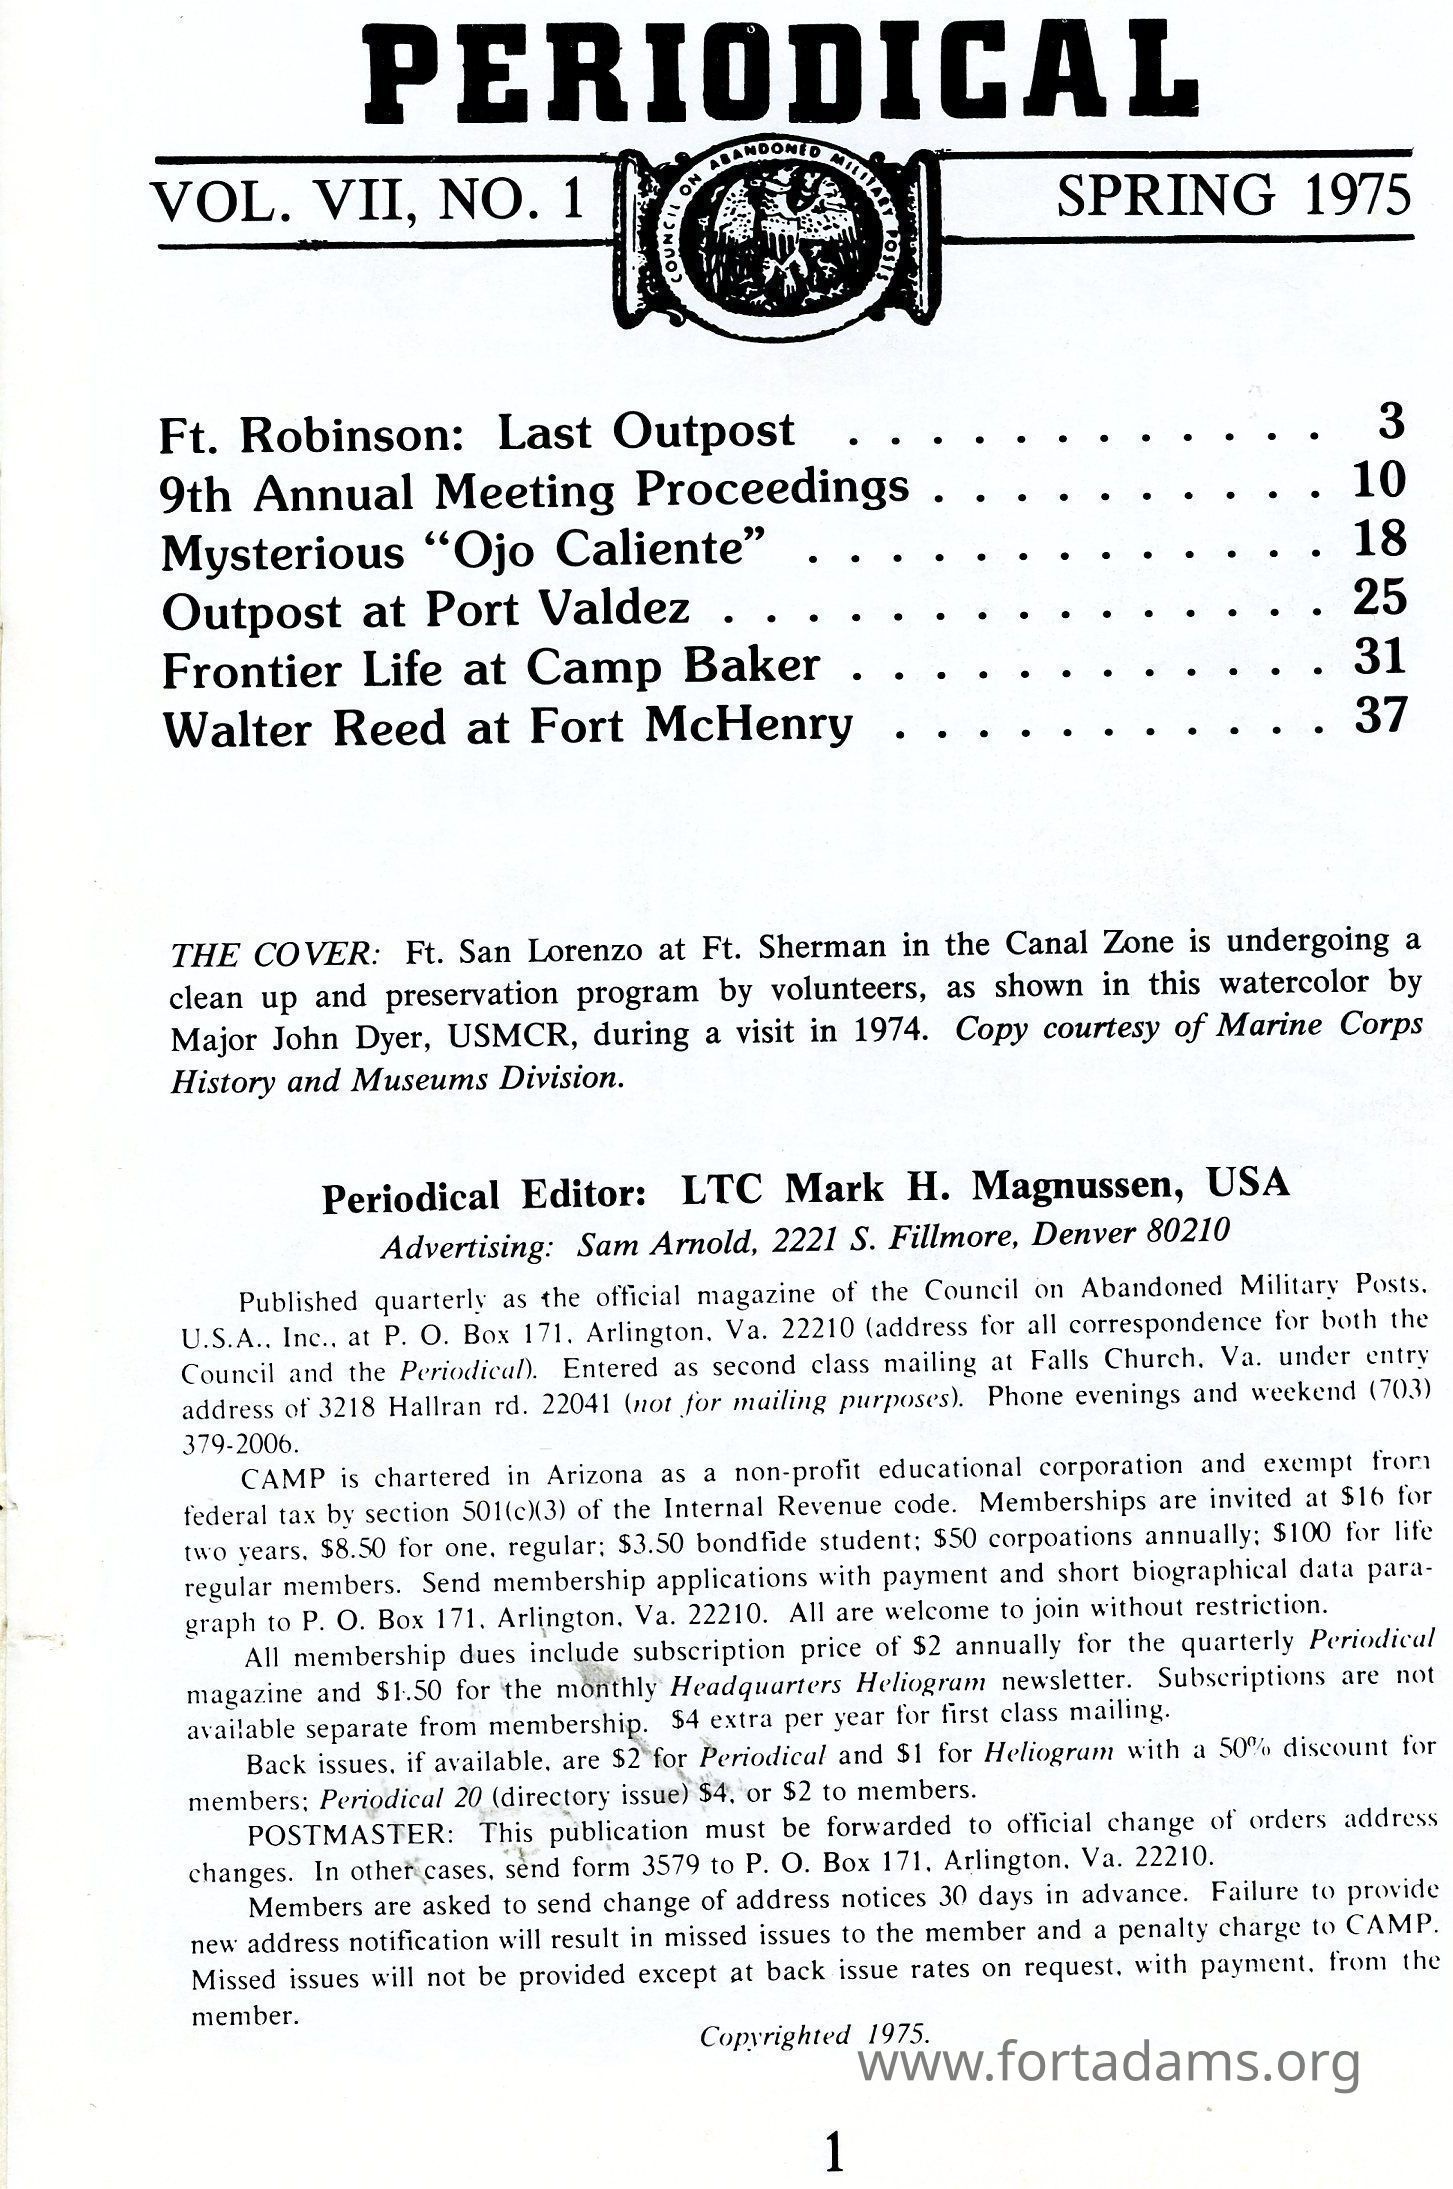 PERIODICAL
COUNCIL ON ABANDONED MILITARY POSTS
VOL. VII, NO. 1
SPRING 1975
Ft. Robinson: Last Outpost . . . . . . . . . . . . 3
9th Annual Meeting Proceedings . . . . . . . . . . 10
Mysterious “Ojo Caliente” . . . . . . . . . . . . . 18
Outpost at Port Valdez . . . . . . . . . . . . . . . 25
Frontier Life at Camp Baker . . . . . . . . . . . . 31
Walter Reed at Fort McHenry . . . . . . . . . . . 37
THE COVER: Ft. San Lorenzo at Ft. Sherman in the Canal Zone is undergoing a
clean up and preservation program by volunteers, as shown in this watercolor by
Major John Dyer, USMCR, during a visit in 1974. Copy courtesy of Marine Corps
History and Museums Division.
Periodical Editor: LTC Mark H. Magnussen, USA
Advertising: Sam Arnold, 2221 S. Fillmore, Denver 80210
Published quarterly as the official magazine of the Council on Abandoned Military Posts,
U.S.A., Inc., at P. O. Box 171, Arlington, Va. 22210 (address for all correspondence for both the
Council and the Periodical). Entered as second class mailing at Falls Church, Va. under entry
address of 3218 Hallran rd. 22041 (not for mailing purposes). Phone evenings and weekend (703)
379-2006.
CAMP is chartered in Arizona as a non-profit educational corporation and exempt from
federal tax by section 501(c)(3) of the Internal Revenue code. Memberships are invited at $16 for
two years, $8.50 for one, regular; $3.50 bondfide student; $50 corpoations annually; $100 for life
regular members. Send membership applications with payment and short biographical data para-
graph to P. O. Box 171, Arlington, Va. 22210. All are welcome to join without restriction.
All membership dues include subscription price of $2 annually for the quarterly Periodical
magazine and $1.50 for the monthly Headquarters Heliogram newsletter. Subscriptions are not
available separate from membership. $4 extra per year for first class mailing.
Back issues, if available, are $2 for Periodical and $1 for Heliogram with a 50% discount for
members; Periodical 20 (directory issue) $4, or $2 to members.
POSTMASTER: This publication must be forwarded to official change of orders address
changes. In other cases, send form 3579 to P. O. Box 171, Arlington, Va. 22210.
Members are asked to send change of address notices 30 days in advance. Failure to provide
new address notification will result in missed issues to the member and a penalty charge to CAMP.
Missed issues will not be provided except at back issue rates on request, with payment, from the
member.
Copyrighted 1975.
www.fortadams.org
1